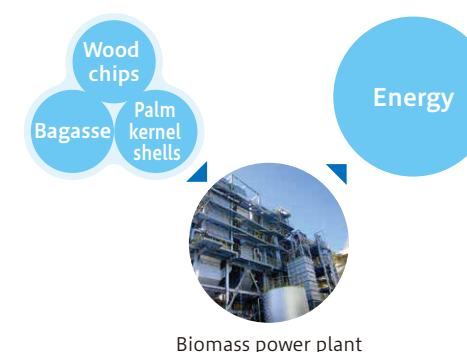 Wood
chips
Bagasse
Palm
kernel
shells
Energy
Biomass power plant